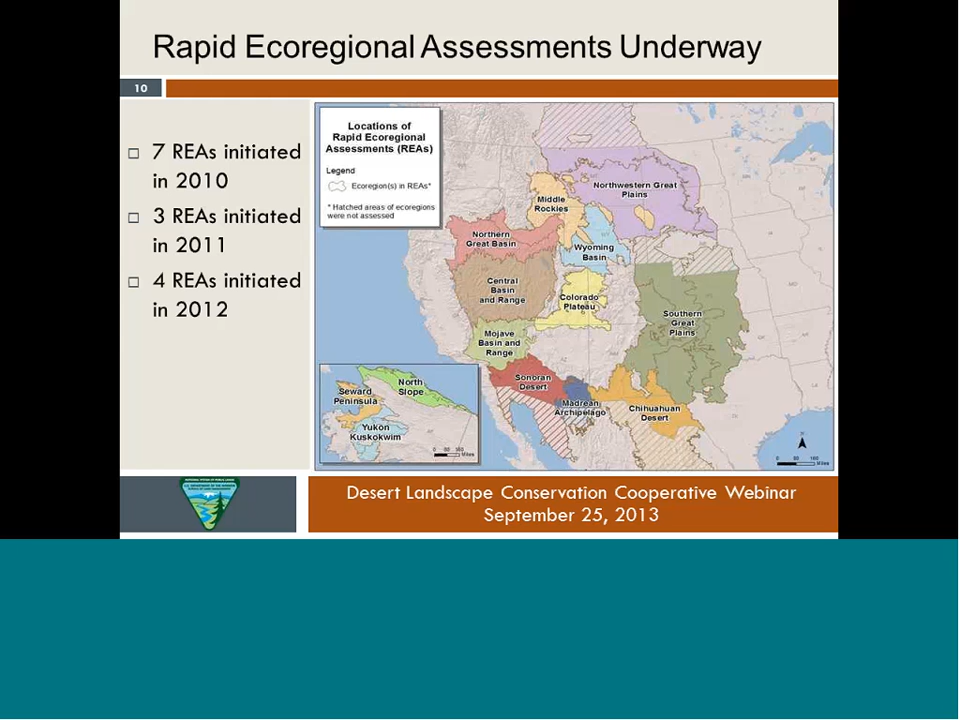 Rapid Ecoregional Assessments Underway
10
7 REAs initiated
in 2010
3 REAs initiated
in 2011
4 REAs initiated
in 2012
Locations of
Rapid Ecoregional
Assessments (REAs)
Legend
Ecoregion(s) in REAs*
* Hatched areas of ecoregions
were not assessed
Northwestern Great
Plains
Middle
Rockies
Northern
Great Basin
Wyoming
Basin
Central
Basin
and Range
Colorado
Plateau
Southern
Great
Plains
Mojave
Basin and
Range
Sonoran
Desert
Madrean
Archipelago
Chihuahuan
Desert
North
Slope
Seward
Peninsula
Yukon
Kuskokwim
Miles
Miles
Desert Landscape Conservation Cooperative Webinar
September 25, 2013